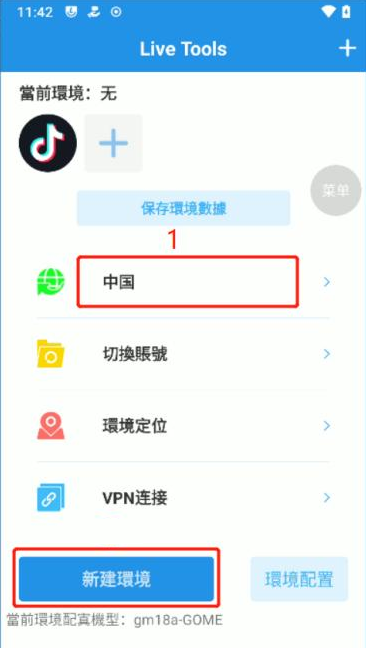 11:42
Live Tools
當前環境：无
菜单
保存環境數據
1
中国
切換賬號
環境定位
VPN连接
新建環境
環境配置
當前環境配寘機型：gm18a-GOME